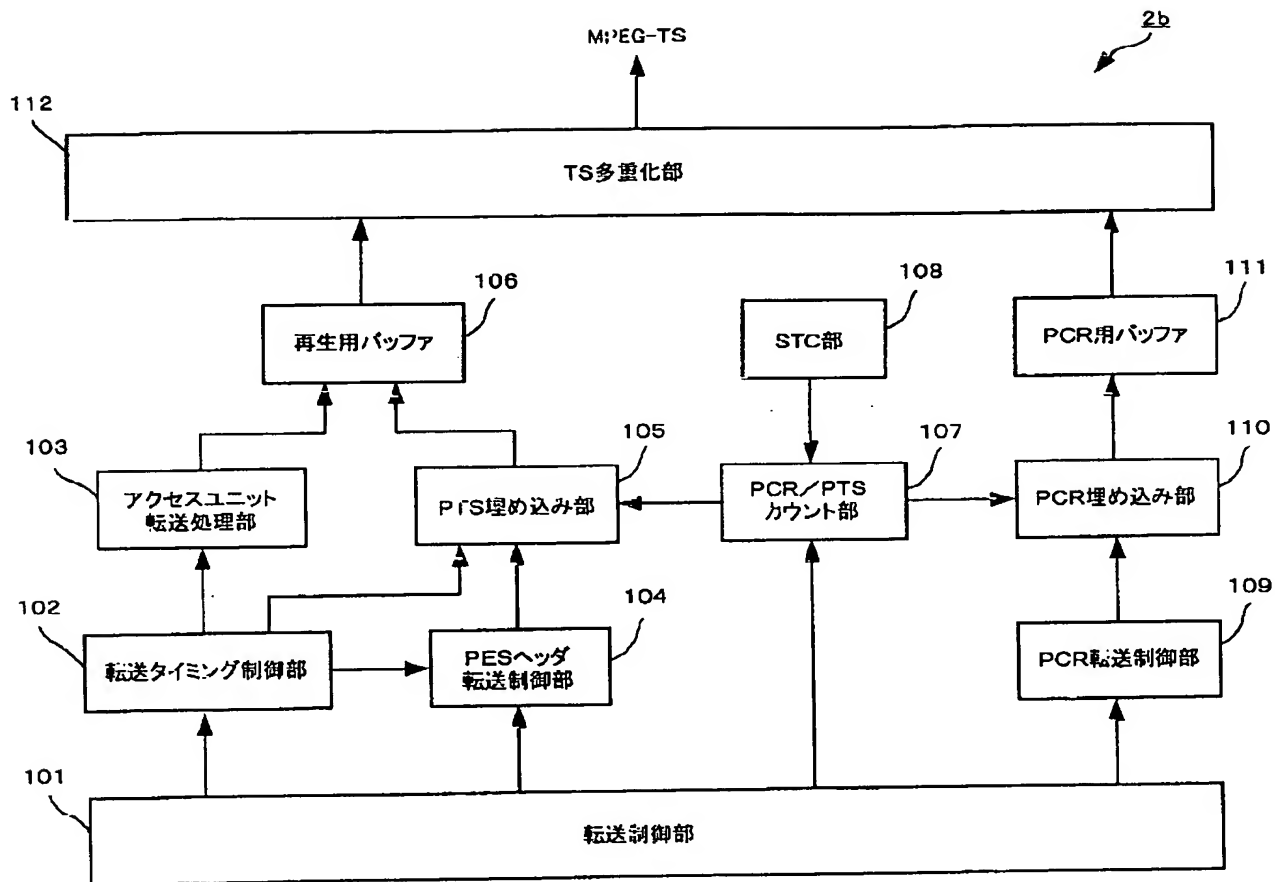 2b
MPEG-TS
112
TS多重化部
106
再生用バッファ
108
STC部
111
PCR用バッファ
103
アクセスユニット
転送処理部
105
PTS埋め込み部
107
PCR/PTS
カウント部
110
PCR埋め込み部
102
転送タイミング制御部
104
PESヘッダ
転送制御部
109
PCR転送制御部
101
転送制御部